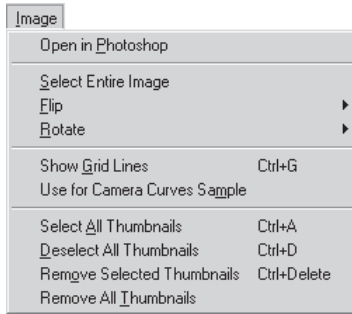 Image
Open in Photoshop
Select Entire Image
Flip
Rotate
Show Grid Lines Ctrl+G
Use for Camera Curves Sample
Select All Thumbnails Ctrl+A
Deselect All Thumbnails Ctrl+D
Remove Selected Thumbnails Ctrl+Delete
Remove All Thumbnails